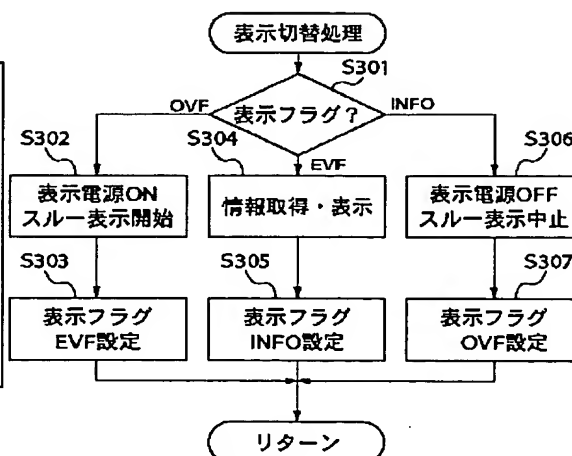 表示切替処理
S301
表示フラグ？
OVF
INFO
EVF
S302
表示電源ON
スルー表示開始
S304
情報取得・表示
S306
表示電源OFF
スルー表示中止
S303
表示フラグ
EVF設定
S305
表示フラグ
INFO設定
S307
表示フラグ
OVF設定
リターン